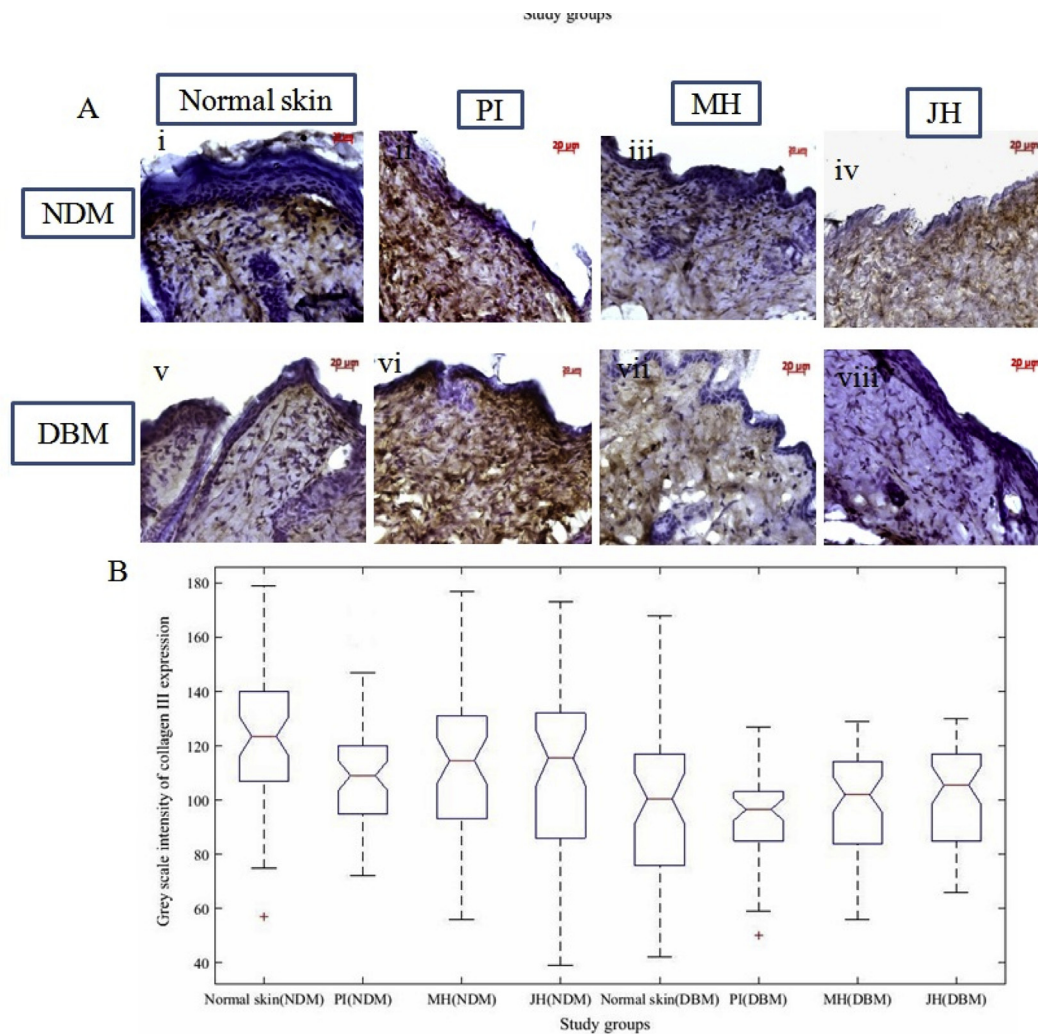 Study groups
A
Normal skin
PI
MH
JH
i
ii
20 µm
iii
iv
20 µm
NDM
v
20 µm
vi
vii
20 µm
viii
20 µm
DBM
B
Grey scale intensity of collagen III expression
180
160
140
120
100
80
60
40
Normal skin(NDM) PI(NDM) MH(NDM) JH(NDM) Normal skin(DBM) PI(DBM) MH(DBM) JH(DBM)
Study groups